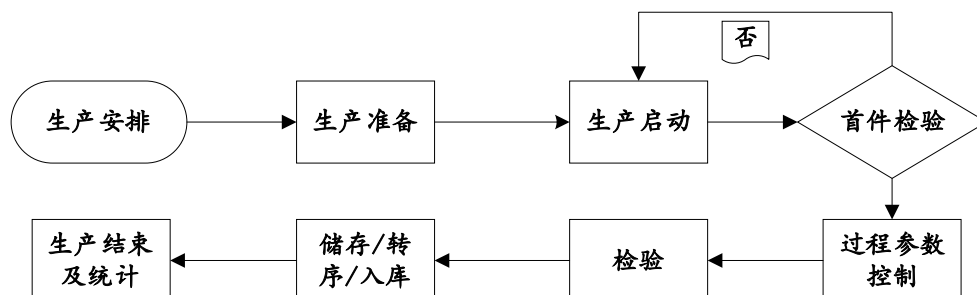 否
生产安排
生产准备
生产启动
首件检验
生产结束
及统计
储存/转
序/入库
检验
过程参数
控制